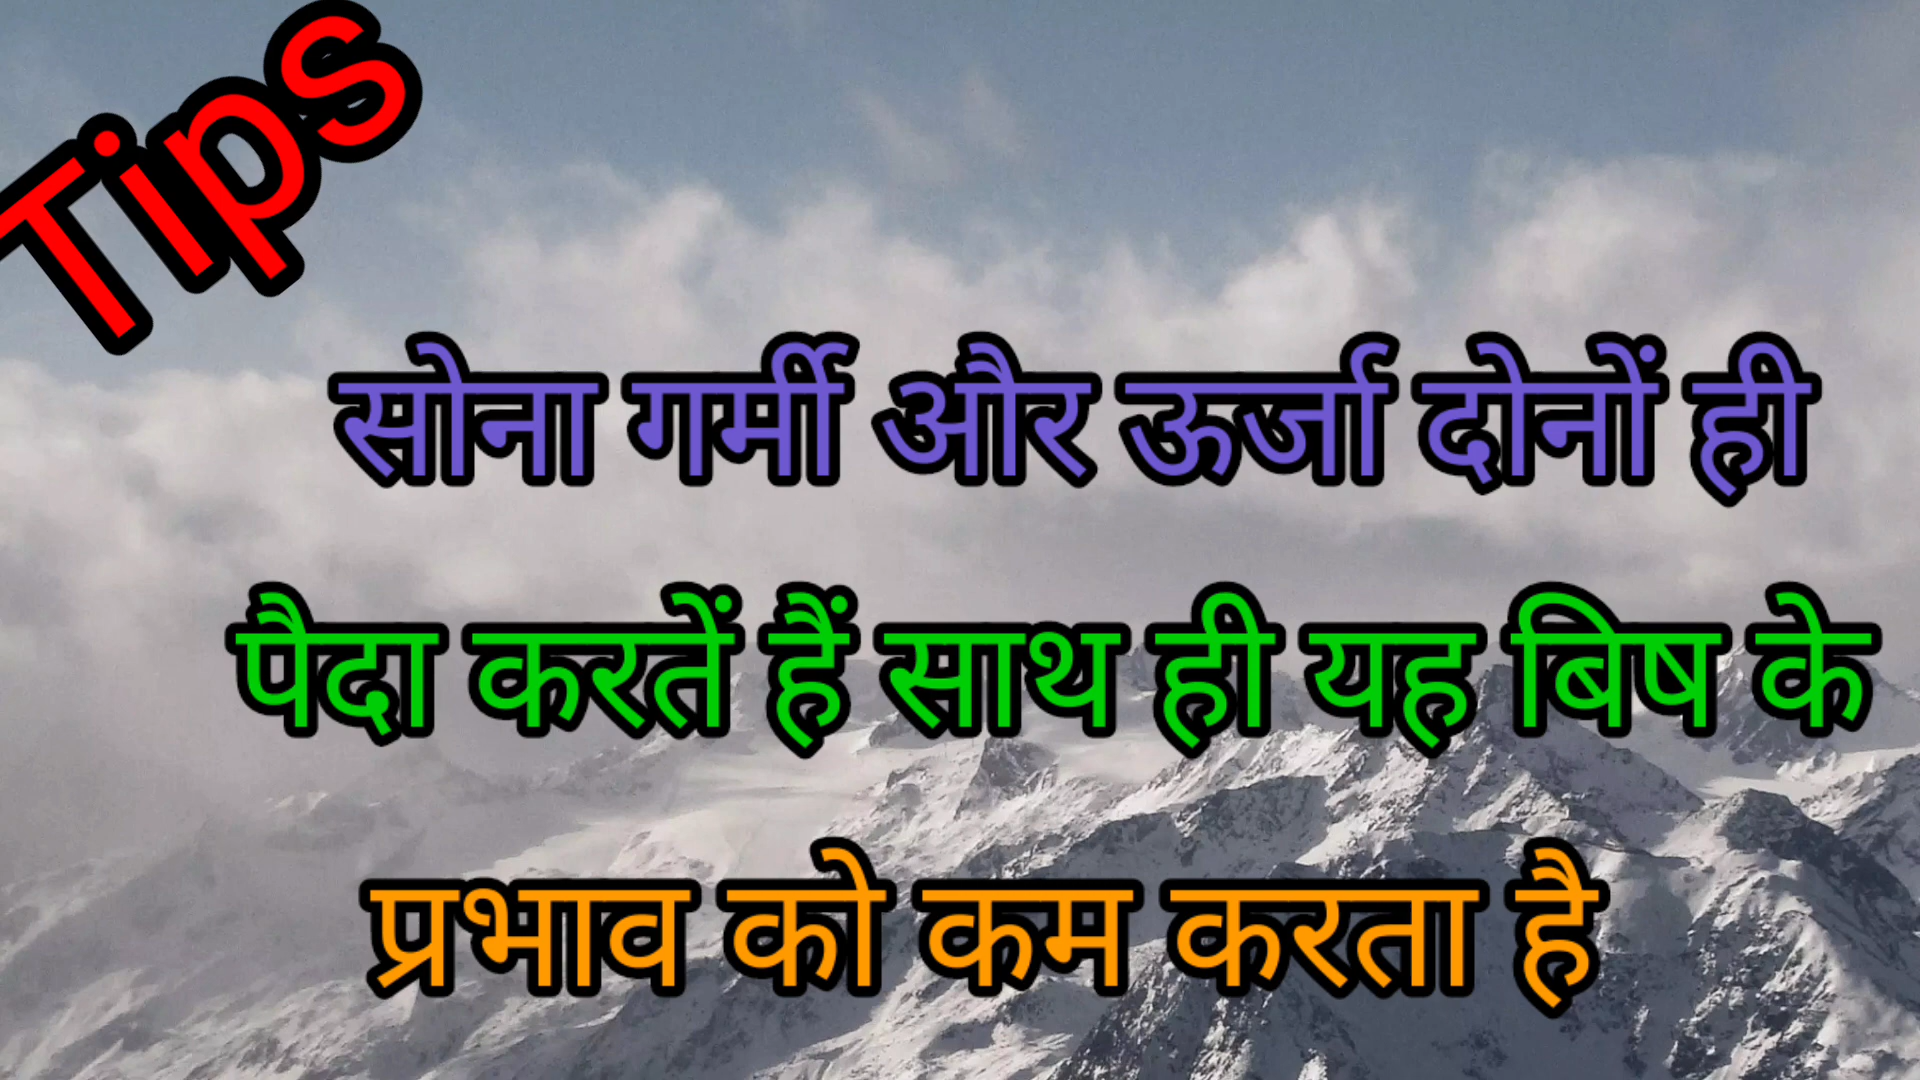 Tips
सोना गर्मी और ऊर्जा दोनों ही
पैदा करतें हैं साथ ही यह बिष के
प्रभाव को कम करता है